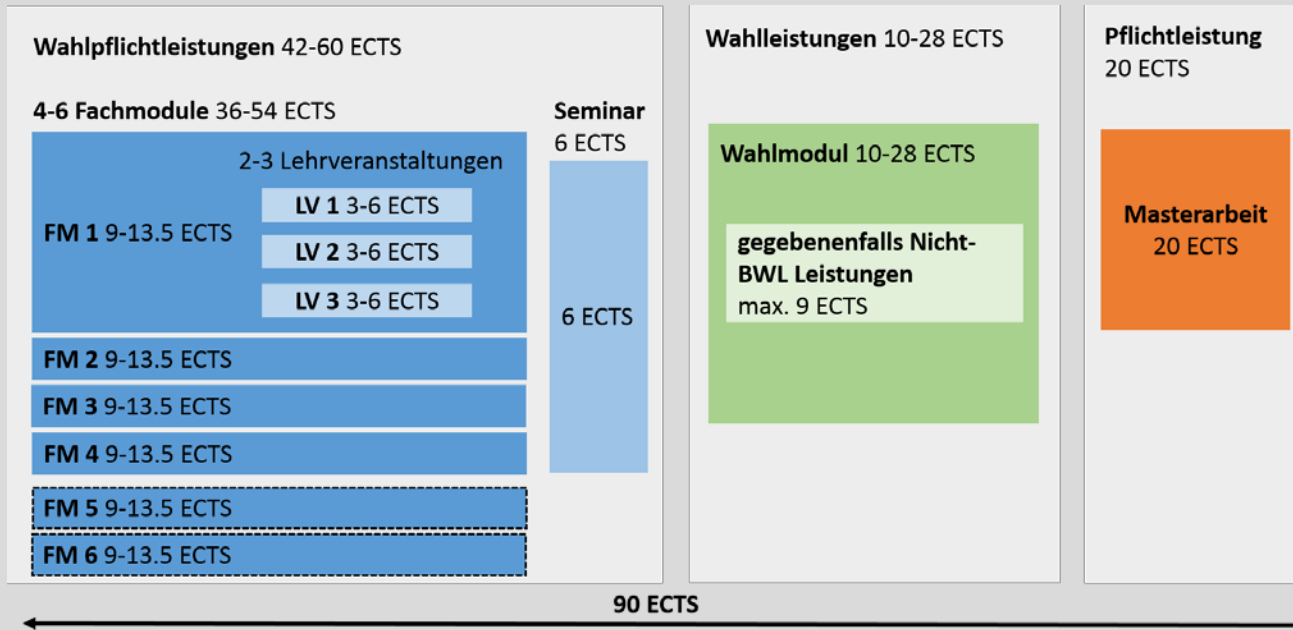 Wahlpflichtleistungen 42-60 ECTS
4-6 Fachmodule 36-54 ECTS
2-3 Lehrveranstaltungen
FM 1 9-13.5 ECTS
LV 1 3-6 ECTS
LV 2 3-6 ECTS
LV 3 3-6 ECTS
FM 2 9-13.5 ECTS
FM 3 9-13.5 ECTS
FM 4 9-13.5 ECTS
FM 5 9-13.5 ECTS
FM 6 9-13.5 ECTS
Seminar
6 ECTS
6 ECTS
Wahlleistungen 10-28 ECTS
Wahlmodul 10-28 ECTS
gegebenenfalls Nicht-
BWL Leistungen
max. 9 ECTS
Pflichtleistung
20 ECTS
Masterarbeit
20 ECTS
90 ECTS